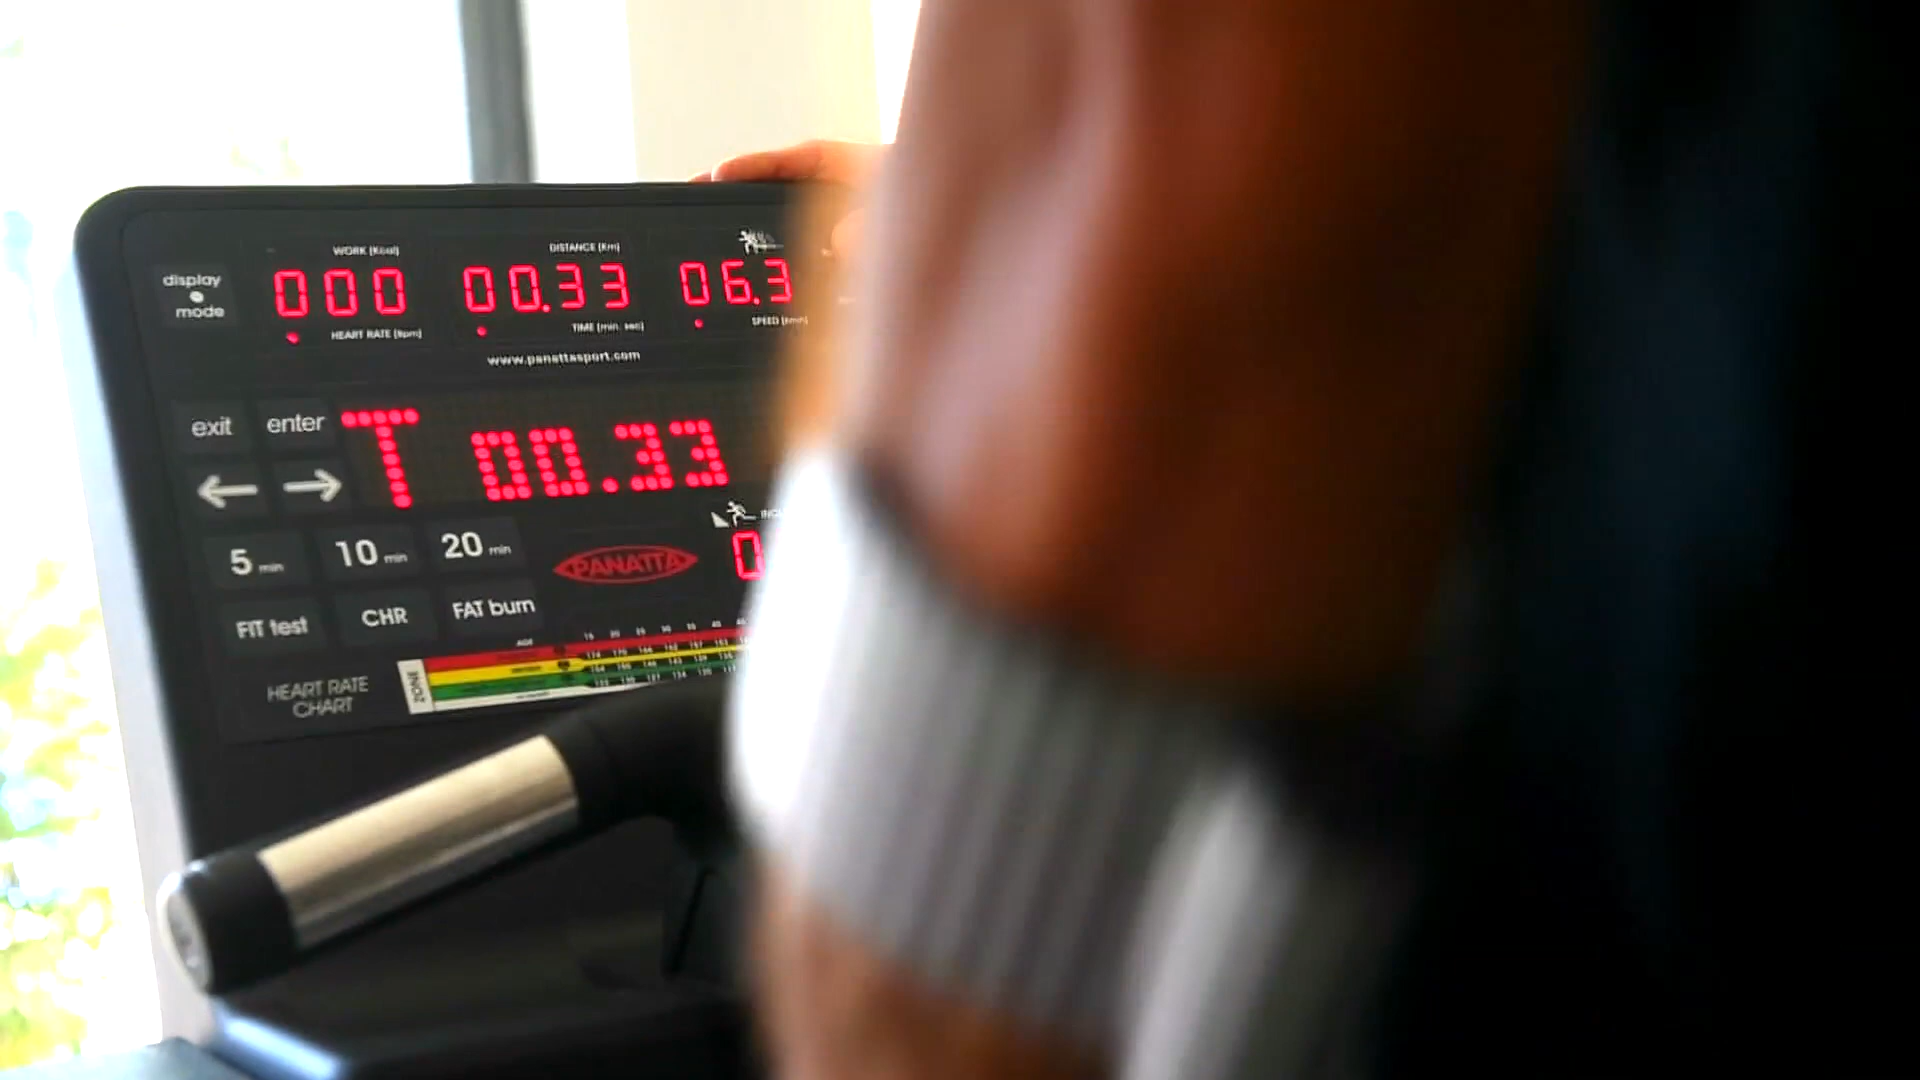 WORK (Kcal)
DISTANCE (Km)
display
mode
000
00.33
06.3
HEART RATE (Bpm)
TIME (min. sec)
SPEED
www.panattasport.com
exit
enter
T 00.33
5 min
10 min
20 min
PANATTA
0
FIT test
CHR
FAT burn
AGE
ZONE
HEART RATE
CHART